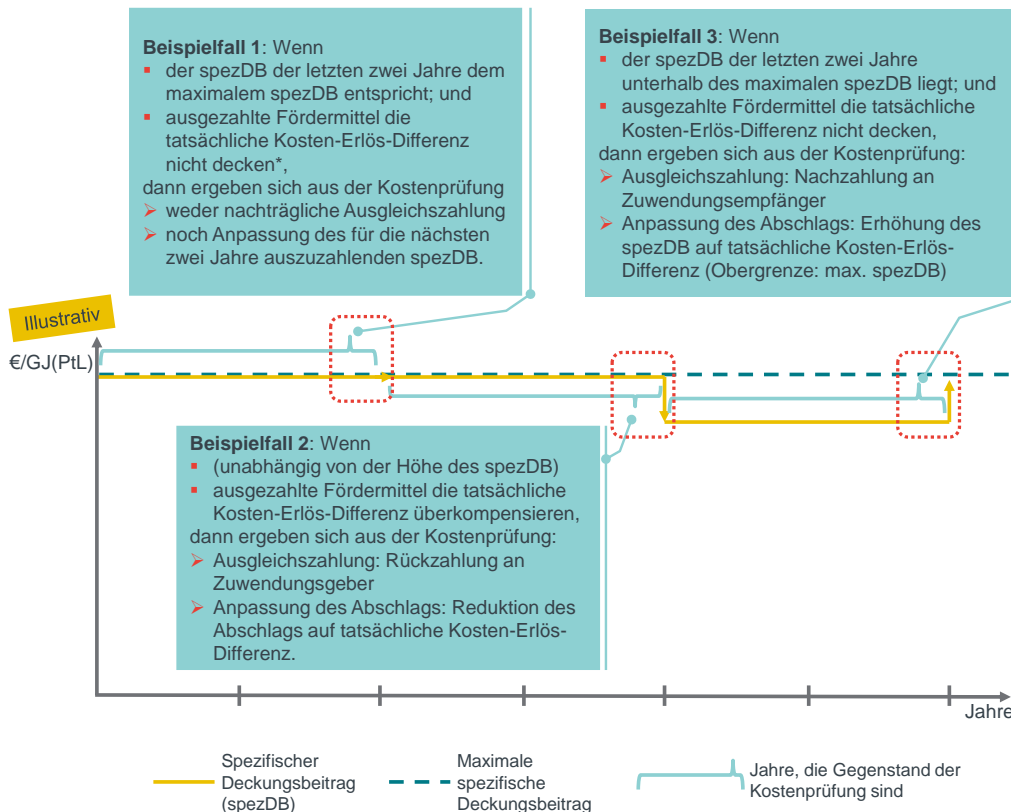 Beispielfall 1: Wenn
▪ der spezDB der letzten zwei Jahre dem
maximalem spezDB entspricht; und
▪ ausgezahlte Fördermittel die
tatsächliche Kosten-Erlös-Differenz
nicht decken*,
dann ergeben sich aus der Kostenprüfung
➢ weder nachträgliche Ausgleichszahlung
➢ noch Anpassung des für die nächsten
zwei Jahre auszuzahlenden spezDB.
Beispielfall 3: Wenn
▪ der spezDB der letzten zwei Jahre
unterhalb des maximalen spezDB liegt; und
▪ ausgezahlte Fördermittel die tatsächliche
Kosten-Erlös-Differenz nicht decken,
dann ergeben sich aus der Kostenprüfung:
➢ Ausgleichszahlung: Nachzahlung an
Zuwendungsempfänger
➢ Anpassung des Abschlags: Erhöhung des
spezDB auf tatsächliche Kosten-Erlös-
Differenz (Obergrenze: max. spezDB)
Illustrativ
€/GJ(PtL)
Beispielfall 2: Wenn
▪ (unabhängig von der Höhe des spezDB)
▪ ausgezahlte Fördermittel die tatsächliche
Kosten-Erlös-Differenz überkompensieren,
dann ergeben sich aus der Kostenprüfung:
➢ Ausgleichszahlung: Rückzahlung an
Zuwendungsgeber
➢ Anpassung des Abschlags: Reduktion des
Abschlags auf tatsächliche Kosten-Erlös-
Differenz.
Jahre
Spezifischer
Deckungsbeitrag
(spezDB)
Maximale
spezifische
Deckungsbeitrag
Jahre, die Gegenstand der
Kostenprüfung sind